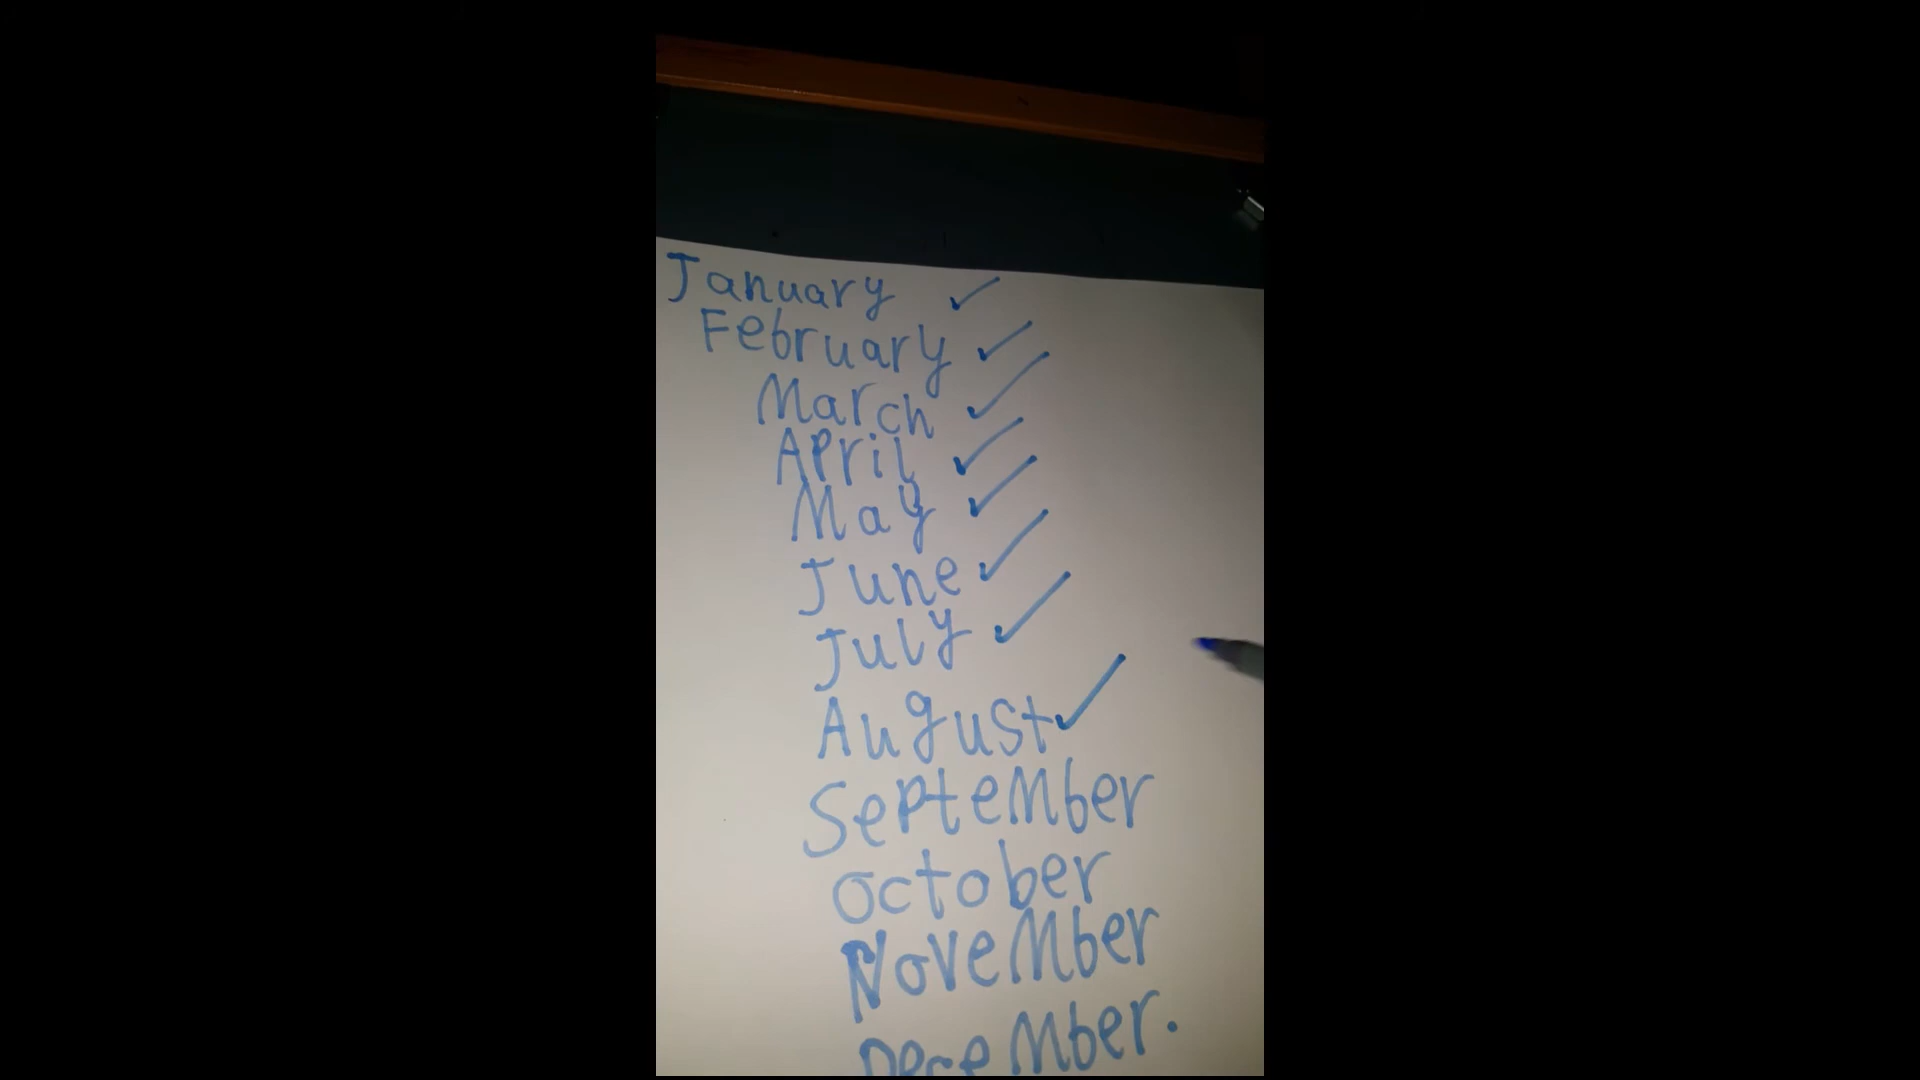 January ✓
February ✓
March ✓
April ✓
May ✓
June ✓
July ✓
August ✓
September
october
November
December.